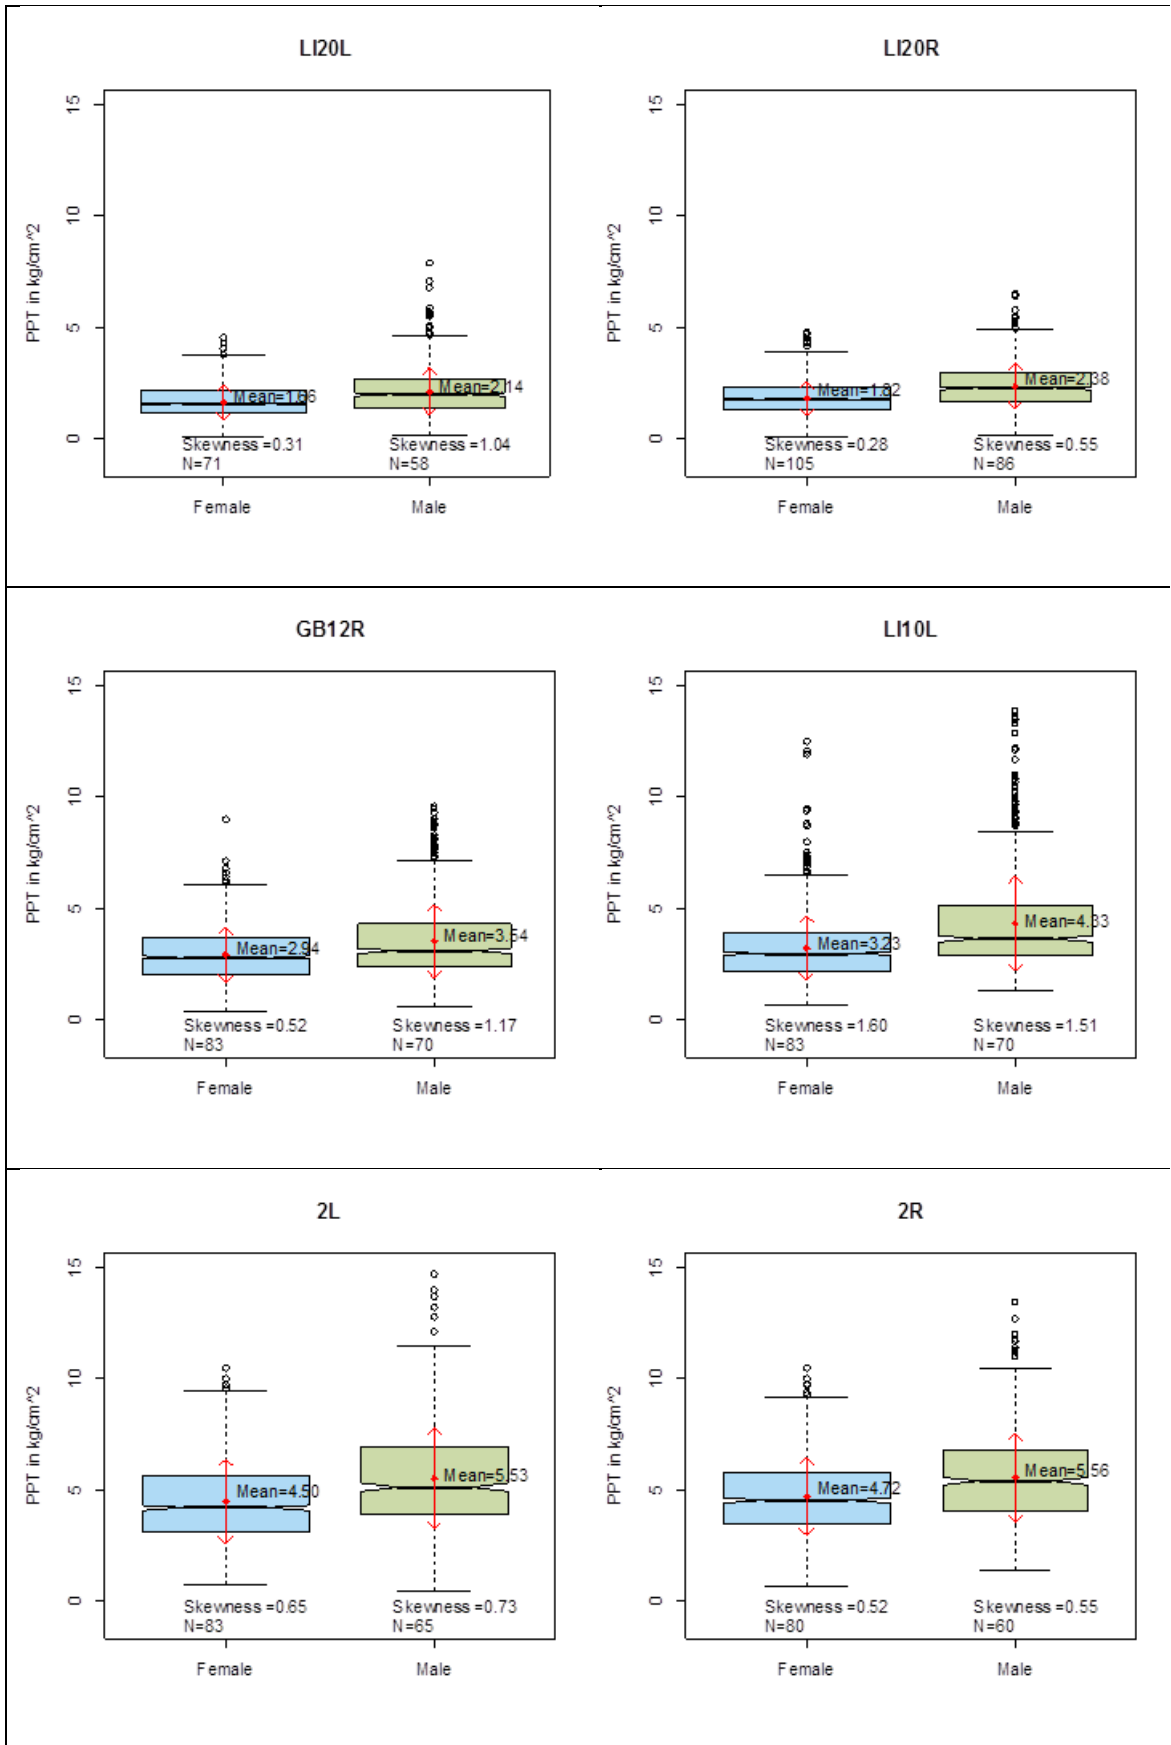 LI20L
PPT in kg/cm^2
15
10
5
0
Mean=1.66
Mean=2.14
Skewness =0.31
N=71
Skewness =1.04
N=58
Female
Male
LI20R
PPT in kg/cm^2
15
10
5
0
Mean=1.82
Mean=2.38
Skewness =0.28
N=105
Skewness =0.55
N=86
Female
Male
GB12R
PPT in kg/cm^2
15
10
5
0
Mean=2.94
Mean=3.54
Skewness =0.52
N=83
Skewness =1.17
N=70
Female
Male
LI10L
PPT in kg/cm^2
15
10
5
0
Mean=3.23
Mean=4.33
Skewness =1.60
N=83
Skewness =1.51
N=70
Female
Male
2L
PPT in kg/cm^2
15
10
5
0
Mean=4.50
Mean=5.53
Skewness =0.65
N=83
Skewness =0.73
N=65
Female
Male
2R
PPT in kg/cm^2
15
10
5
0
Mean=4.72
Mean=5.56
Skewness =0.52
N=80
Skewness =0.55
N=60
Female
Male